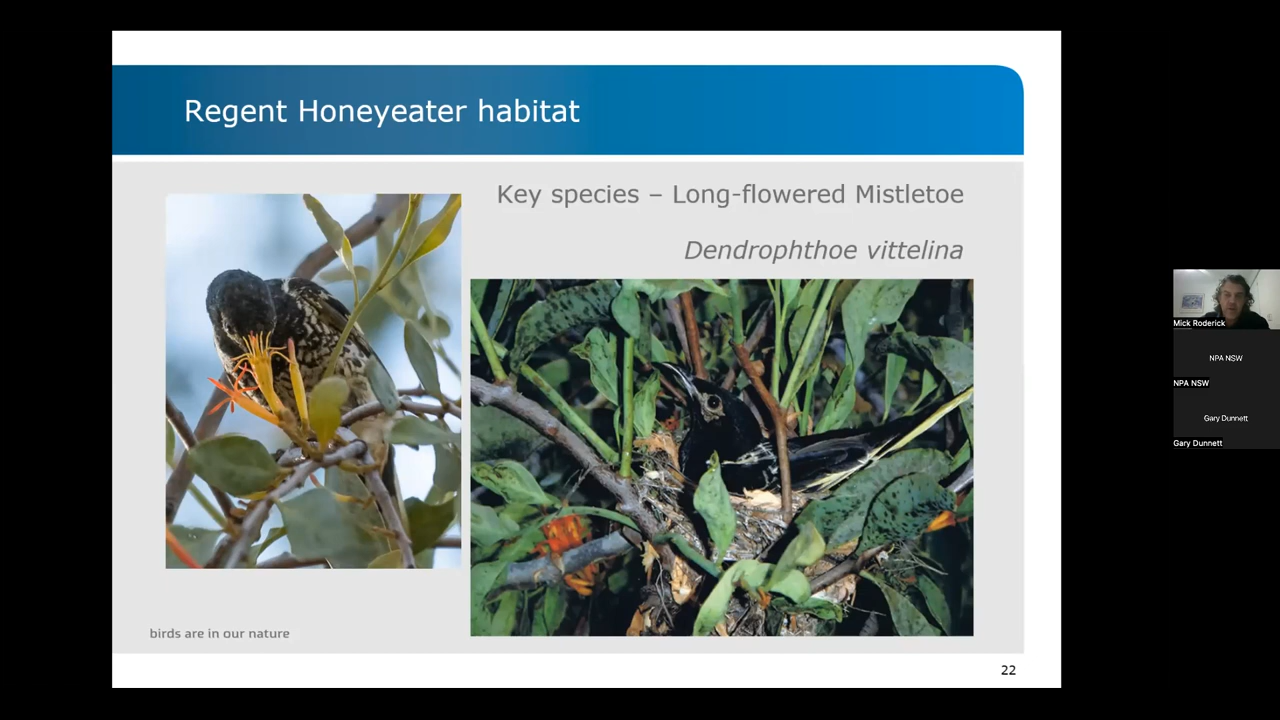 Regent Honeyeater habitat
Key species – Long-flowered Mistletoe
Dendrophthoe vittelina
birds are in our nature
22
Mick Roderick
NPA NSW
NPA NSW
Gary Dunnett
Gary Dunnett